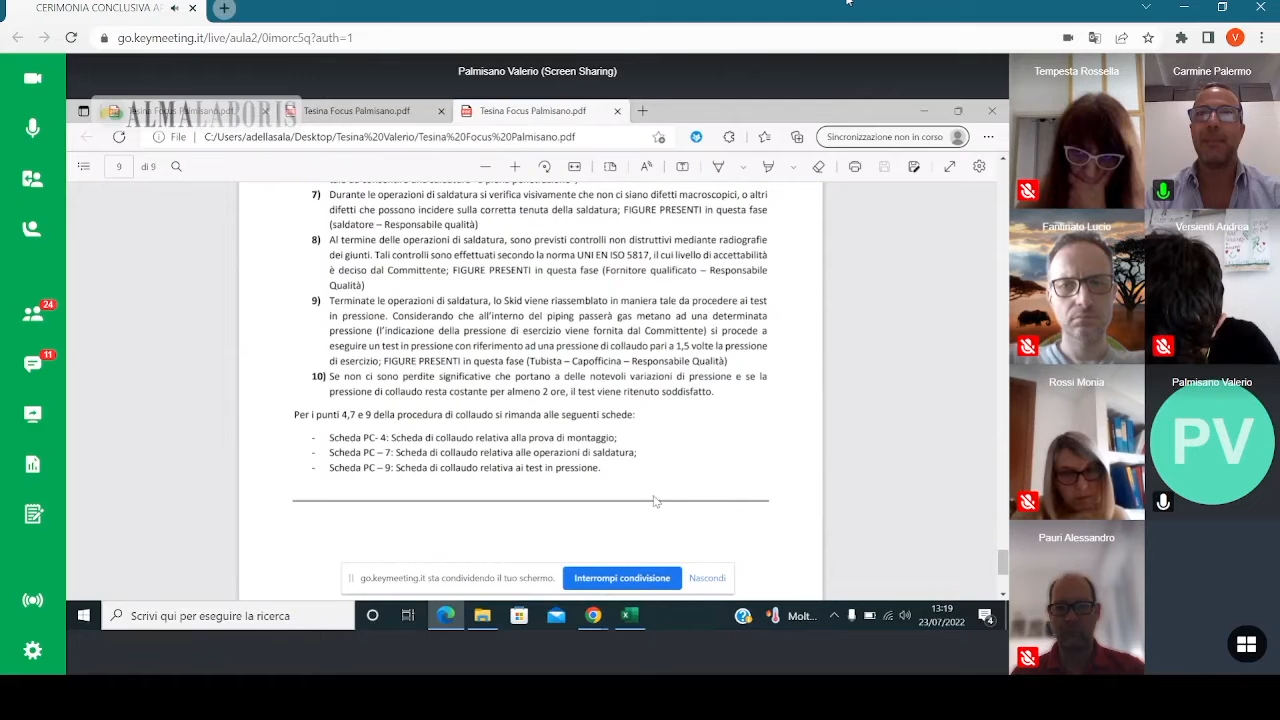 CERIMONIA CONCLUSIVA AF
go.keymeeting.it/live/aula2/0imorc5q?auth=1
V
Palmisano Valerio (Screen Sharing)
ALMALABORIS
Tesina Focus Palmisano.pdf
Tesina Focus Palmisano.pdf
Tesina Focus Palmisano.pdf
File
C:/Users/adellasala/Desktop/Tesina%20Valerio/Tesina%20Focus%20Palmisano.pdf
Sincronizzazione non in corso
9 di 9
7) Durante le operazioni di saldatura si verifica visivamente che non ci siano difetti macroscopici, o altri
difetti che possono incidere sulla corretta tenuta della saldatura; FIGURE PRESENTI in questa fase
(saldatore – Responsabile qualità)
8) Al termine delle operazioni di saldatura, sono previsti controlli non distruttivi mediante radiografie
dei giunti. Tali controlli sono effettuati secondo la norma UNI EN ISO 5817, il cui livello di accettabilità
è deciso dal Committente; FIGURE PRESENTI in questa fase (Fornitore qualificato – Responsabile
Qualità)
9) Terminate le operazioni di saldatura, lo Skid viene riassemblato in maniera tale da procedere ai test
in pressione. Considerando che all'interno del piping passerà gas metano ad una determinata
pressione (l'indicazione della pressione di esercizio viene fornita dal Committente) si procede a
eseguire un test in pressione con riferimento ad una pressione di collaudo pari a 1,5 volte la pressione
di esercizio; FIGURE PRESENTI in questa fase (Tubista – Capofficina – Responsabile Qualità)
10) Se non ci sono perdite significative che portano a delle notevoli variazioni di pressione e se la
pressione di collaudo resta costante per almeno 2 ore, il test viene ritenuto soddisfatto.
Per i punti 4,7 e 9 della procedura di collaudo si rimanda alle seguenti schede:
- Scheda PC- 4: Scheda di collaudo relativa alla prova di montaggio;
- Scheda PC – 7: Scheda di collaudo relativa alle operazioni di saldatura;
- Scheda PC – 9: Scheda di collaudo relativa ai test in pressione.
go.keymeeting.it sta condividendo il tuo schermo.
Interrompi condivisione
Nascondi
Scrivi qui per eseguire la ricerca
Molt...
13:19
23/07/2022
4
24
11
Tempesta Rossella
Carmine Palermo
Fantinato Lucio
Versienti Andrea
Rossi Monia
Palmisano Valerio
PV
Pauri Alessandro